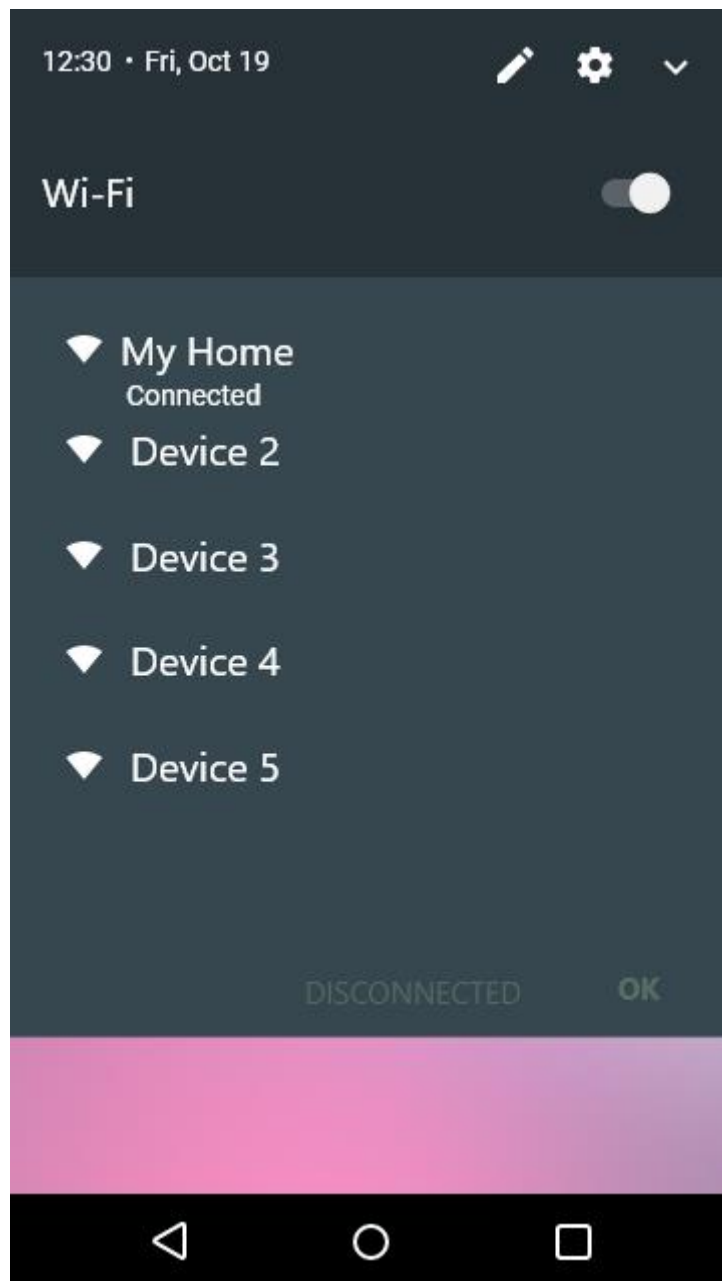 12:30 • Fri, Oct 19
Wi-Fi
My Home
Connected
Device 2
Device 3
Device 4
Device 5
DISCONNECTED OK